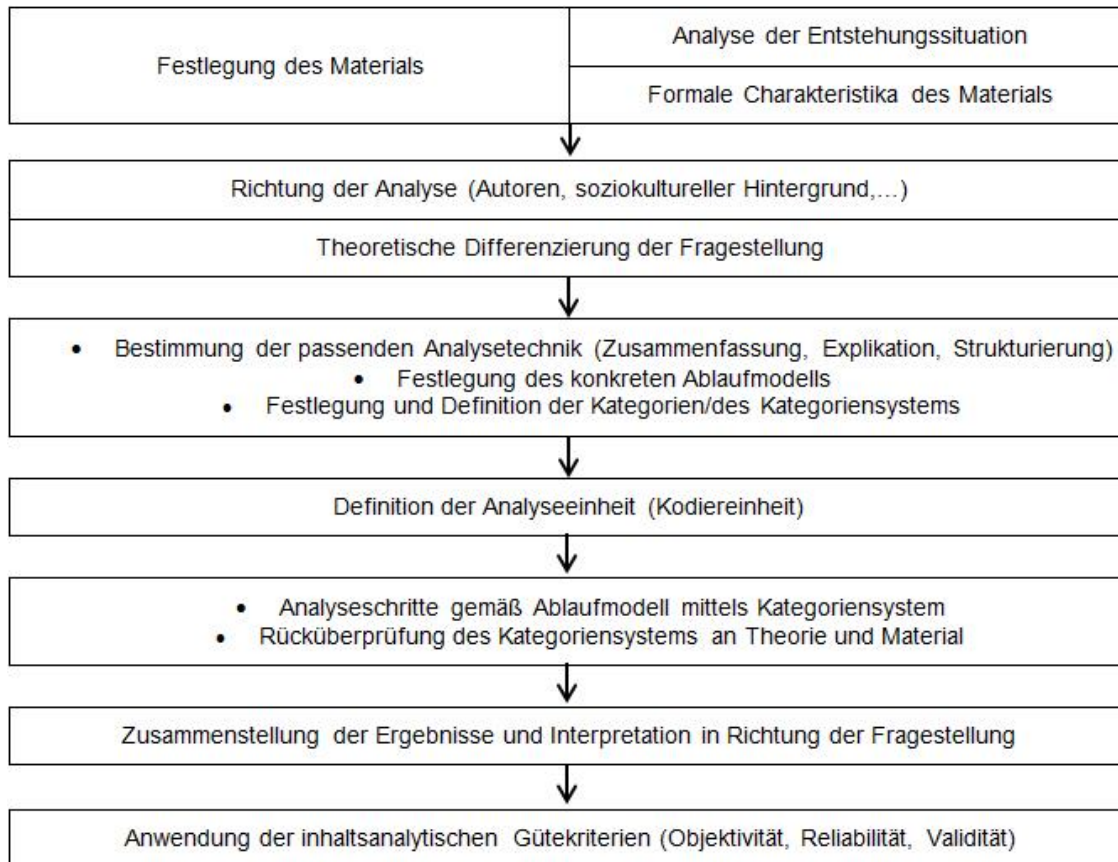 Festlegung des Materials
Analyse der Entstehungssituation
Formale Charakteristika des Materials
Richtung der Analyse (Autoren, soziokultureller Hintergrund,…)
Theoretische Differenzierung der Fragestellung
• Bestimmung der passenden Analysetechnik (Zusammenfassung, Explikation, Strukturierung)
• Festlegung des konkreten Ablaufmodells
• Festlegung und Definition der Kategorien/des Kategoriensystems
Definition der Analyseeinheit (Kodiereinheit)
• Analyseschritte gemäß Ablaufmodell mittels Kategoriensystem
• Rücküberprüfung des Kategoriensystems an Theorie und Material
Zusammenstellung der Ergebnisse und Interpretation in Richtung der Fragestellung
Anwendung der inhaltsanalytischen Gütekriterien (Objektivität, Reliabilität, Validität)